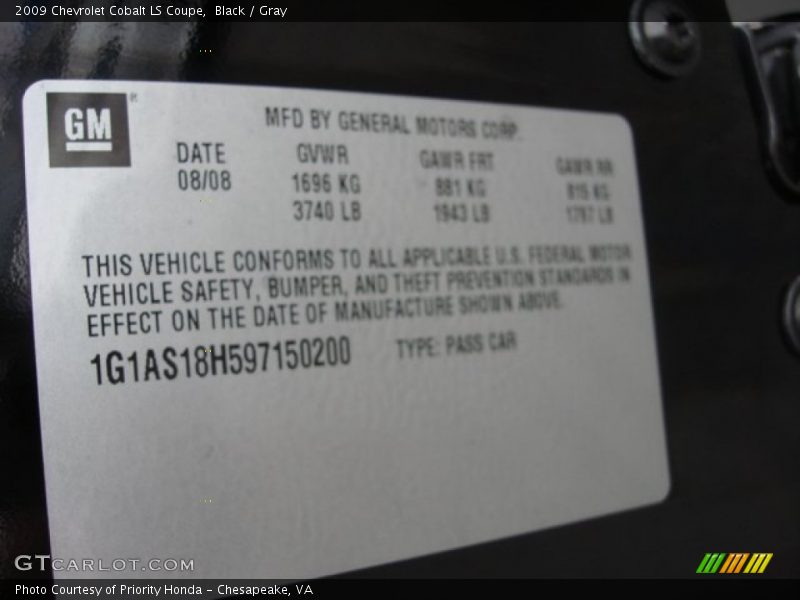 2009 Chevrolet Cobalt LS Coupe, Black / Gray
GM
MFD BY GENERAL MOTORS CORP.
DATE GVWR GAWR FRT GAWR RR
08/08 1696 KG 881 KG 815 KG
3740 LB 1943 LB 1797 LB
THIS VEHICLE CONFORMS TO ALL APPLICABLE U.S. FEDERAL MOTOR
VEHICLE SAFETY, BUMPER, AND THEFT PREVENTION STANDARDS IN
EFFECT ON THE DATE OF MANUFACTURE SHOWN ABOVE.
1G1AS18H597150200 TYPE: PASS CAR
GTCARLOT.COM
Photo Courtesy of Priority Honda - Chesapeake, VA